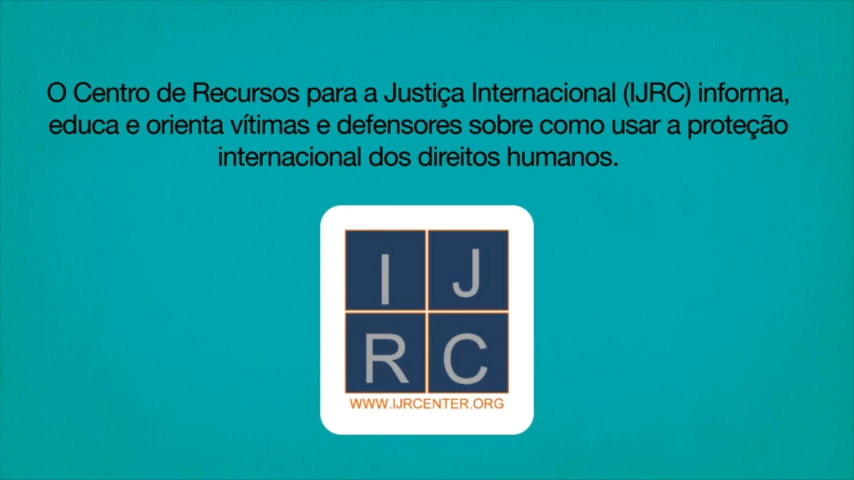 O Centro de Recursos para a Justiça Internacional (IJRC) informa,
educa e orienta vítimas e defensores sobre como usar a proteção
internacional dos direitos humanos.
I J
R C
WWW.IJRCENTER.ORG